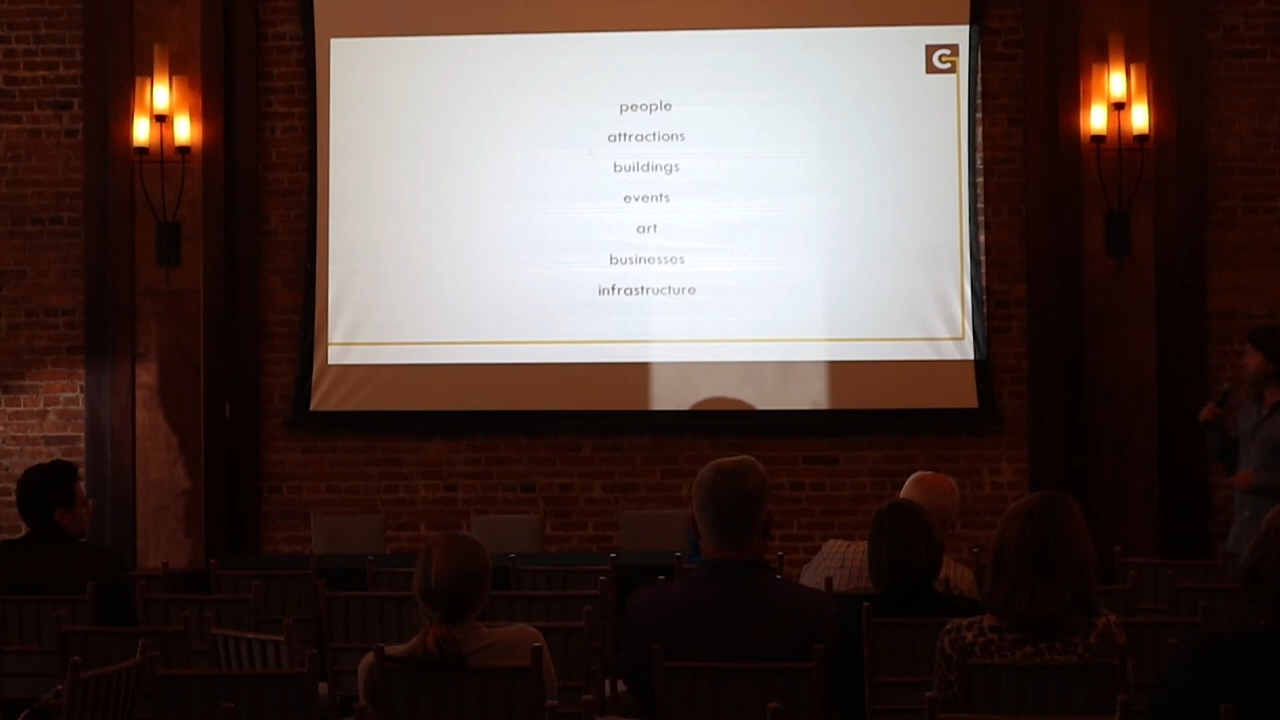 C
people
attractions
buildings
events
art
businesses
infrastructure